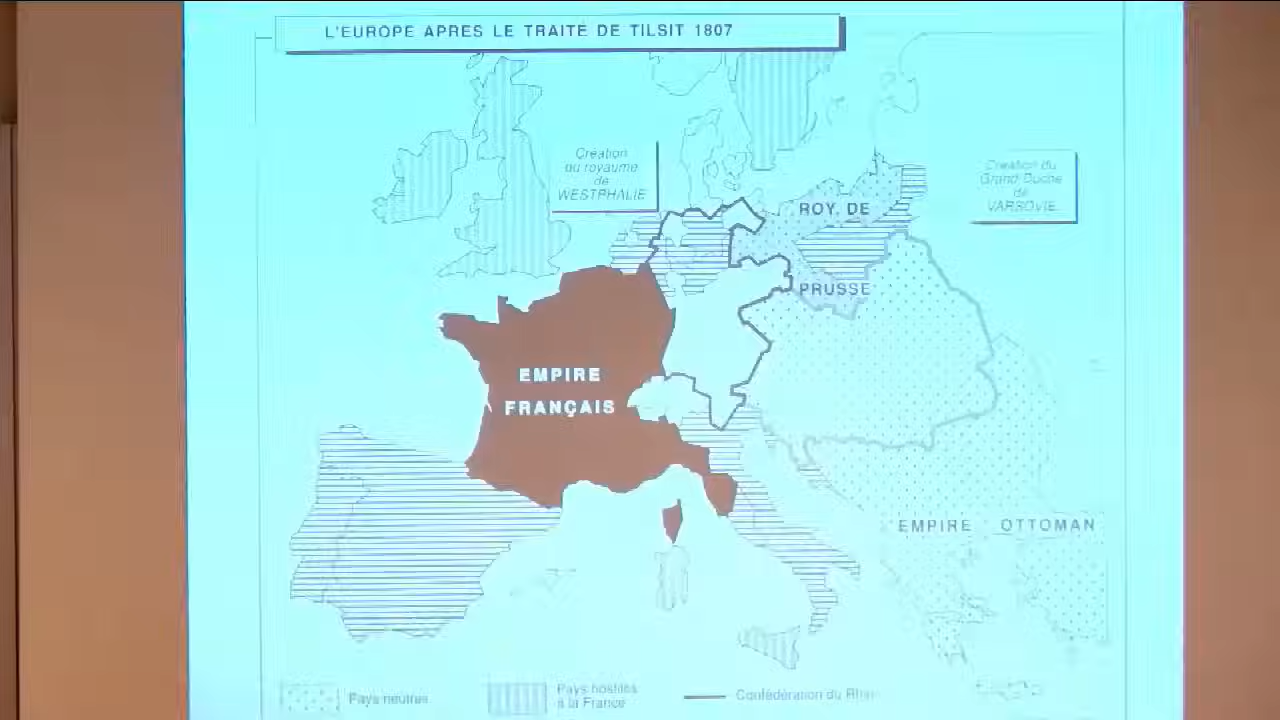 L'EUROPE APRES LE TRAITÉ DE TILSIT 1807
Création
du royaume
de
WESTPHALIE
Création du
Grand Duché
de
VARSOVIE
ROY. DE
PRUSSE
EMPIRE
FRANÇAIS
EMPIRE OTTOMAN
Pays neutres
Pays hostiles
à la France
Confédération du Rhin